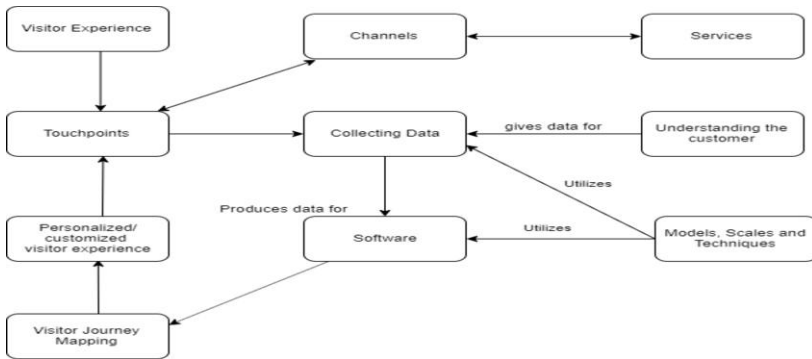 Visitor Experience
Channels
Services
Touchpoints
Collecting Data
gives data for
Understanding the
customer
Utilizes
Produces data for
Personalized/
customized
visitor experience
Software
Utilizes
Models, Scales and
Techniques
Visitor Journey
Mapping